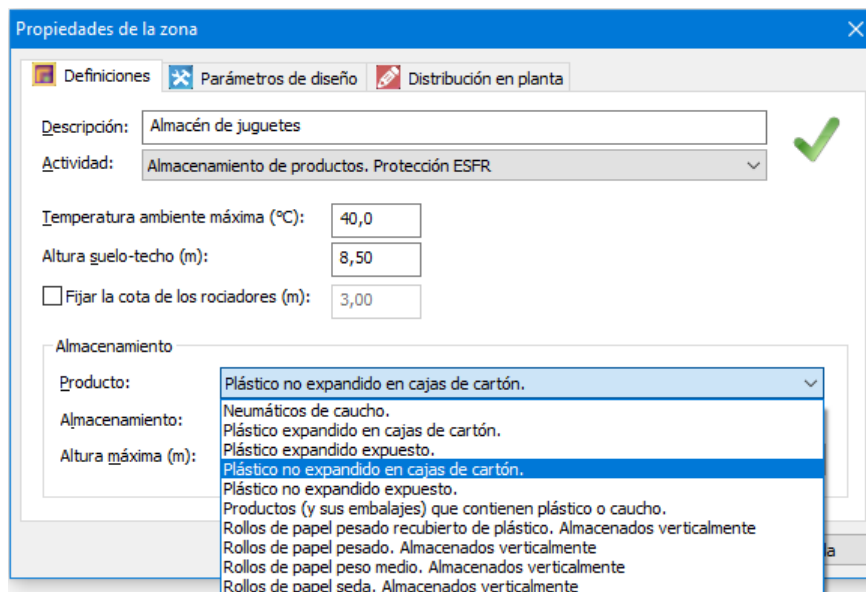 Propiedades de la zona
Definiciones Parámetros de diseño Distribución en planta
Descripción: Almacén de juguetes
Actividad: Almacenamiento de productos. Protección ESFR
Temperatura ambiente máxima (ºC): 40,0
Altura suelo-techo (m): 8,50
Fijar la cota de los rociadores (m): 3,00
Almacenamiento
Producto: Plástico no expandido en cajas de cartón.
Neumáticos de caucho.
Almacenamiento: Plástico expandido en cajas de cartón.
Plástico expandido expuesto.
Altura máxima (m): Plástico no expandido en cajas de cartón.
Plástico no expandido expuesto.
Productos (y sus embalajes) que contienen plástico o caucho.
Rollos de papel pesado recubierto de plástico. Almacenados verticalmente
Rollos de papel pesado. Almacenados verticalmente
Rollos de papel peso medio. Almacenados verticalmente
Rollos de papel seda. Almacenados verticalmente